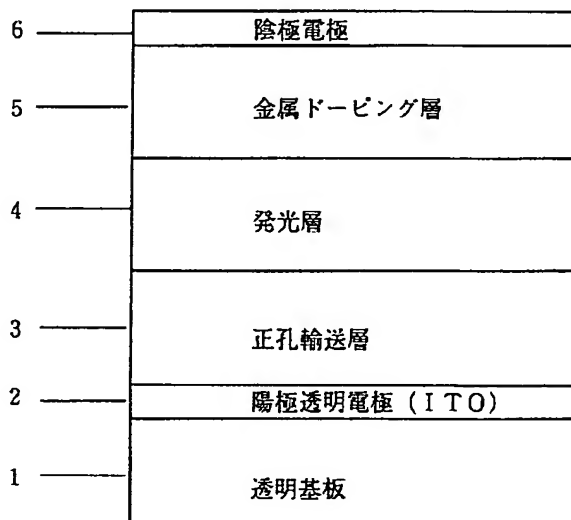 6 陰極電極
5 金属ドーピング層
4 発光層
3 正孔輸送層
2 陽極透明電極(ITO)
1 透明基板